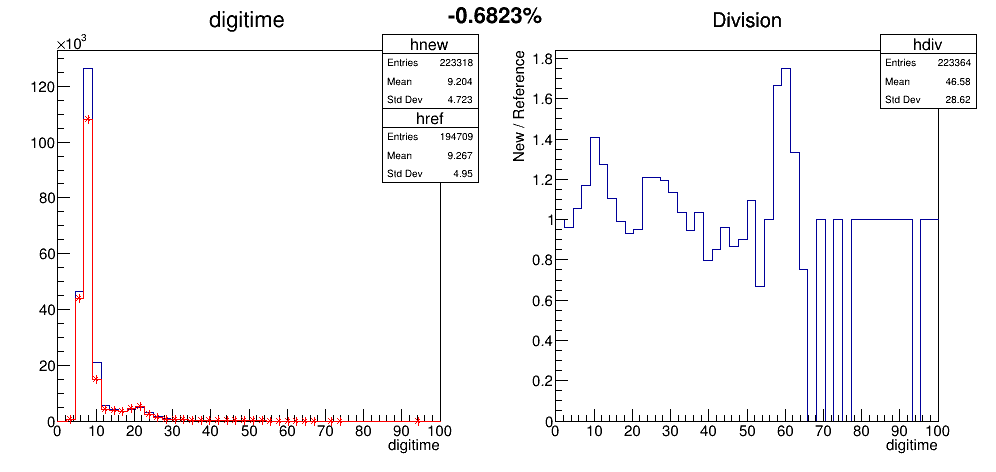 -0.6823%
digitime
×10³
hnew
Entries 223318
Mean 9.204
Std Dev 4.723
href
Entries 194709
Mean 9.267
Std Dev 4.95
120
100
80
60
40
20
0
0 10 20 30 40 50 60 70 80 90 100
digitime
Division
hdiv
Entries 223364
Mean 46.58
Std Dev 28.62
New / Reference
1.8
1.6
1.4
1.2
1
0.8
0.6
0.4
0.2
0
0 10 20 30 40 50 60 70 80 90 100
digitime